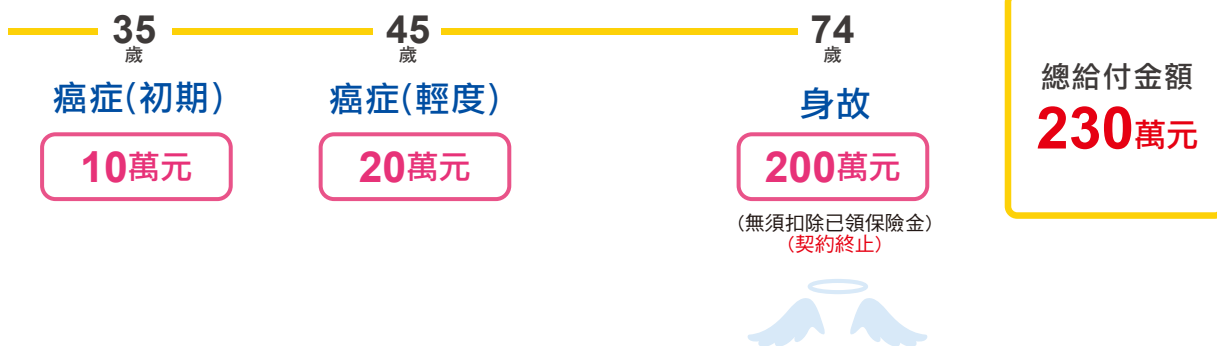 35
歲
癌症(初期)
10萬元
45
歲
癌症(輕度)
20萬元
74
歲
身故
200萬元
(無須扣除已領保險金)
(契約終止)
總給付金額
230萬元